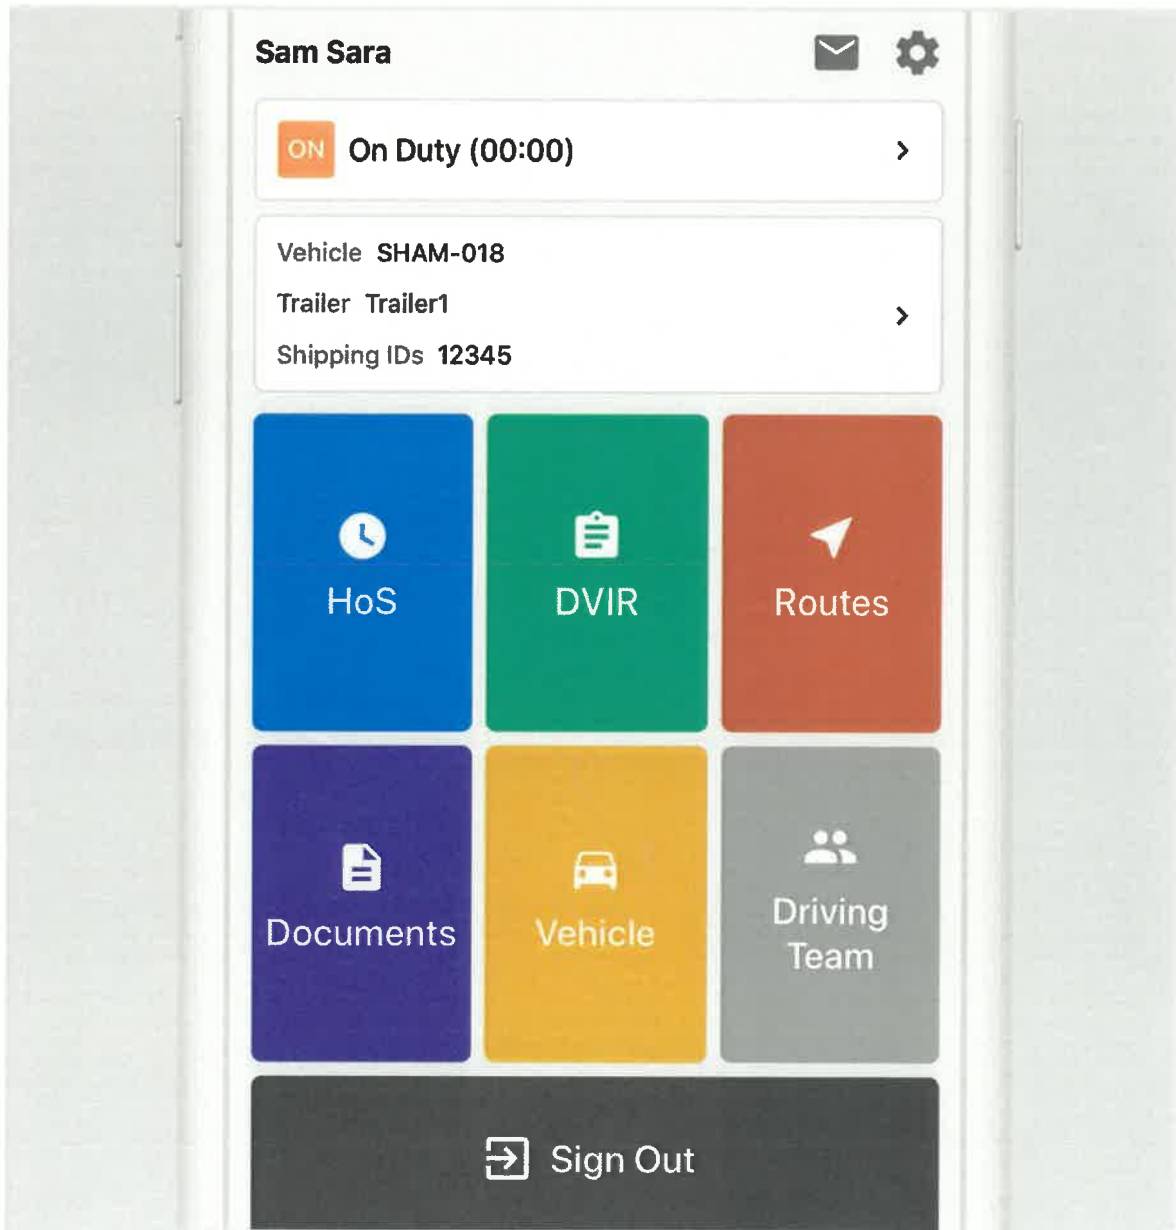 Sam Sara
ON On Duty (00:00)
Vehicle SHAM-018
Trailer Trailer1
Shipping IDs 12345
HoS
DVIR
Routes
Documents
Vehicle
Driving
Team
Sign Out